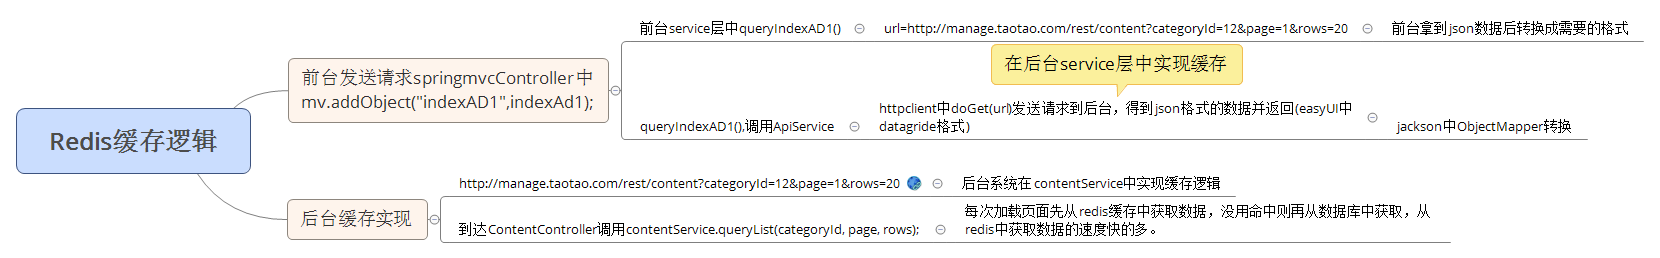 Redis缓存逻辑
前台发送请求springmvcController中
mv.addObject("indexAD1",indexAd1);
前台service层中queryIndexAD1()
url=http://manage.taotao.com/rest/content?categoryId=12&page=1&rows=20
前台拿到json数据后转换成需要的格式
在后台service层中实现缓存
queryIndexAD1(),调用ApiService
httpclient中doGet(url)发送请求到后台，得到json格式的数据并返回(easyUI中
datagride格式)
jackson中ObjectMapper转换
后台缓存实现
http://manage.taotao.com/rest/content?categoryId=12&page=1&rows=20
后台系统在contentService中实现缓存逻辑
到达ContentController调用contentService.queryList(categoryId, page, rows);
每次加载页面先从redis缓存中获取数据，没用命中则再从数据库中获取，从
redis中获取数据的速度快的多。